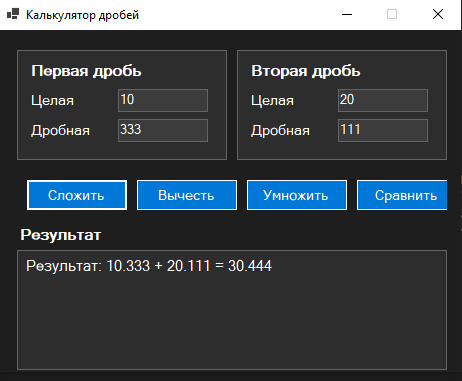 Калькулятор дробей
Первая дробь
Целая 10
Дробная 333
Вторая дробь
Целая 20
Дробная 111
Сложить Вычесть Умножить Сравнить
Результат
Результат: 10.333 + 20.111 = 30.444